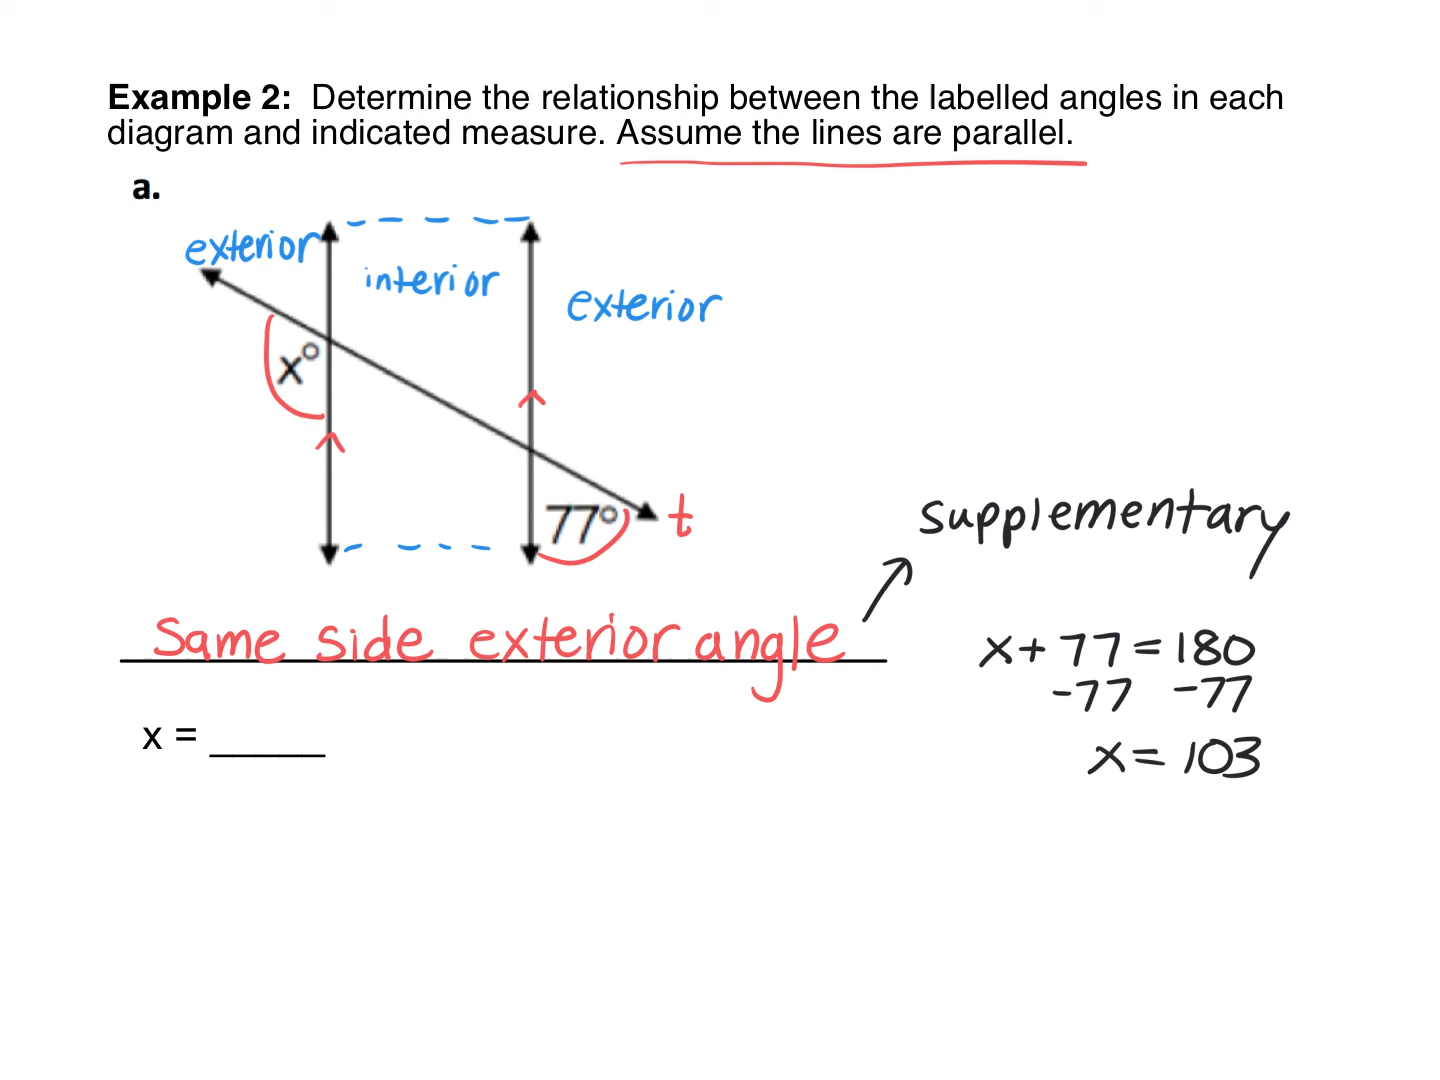 Example 2: Determine the relationship between the labelled angles in each
diagram and indicated measure. Assume the lines are parallel.
a.
exterior
interior
exterior
x°
77°
t
supplementary
Same side exterior angle
x + 77 = 180
-77 -77
x = _____
x = 103